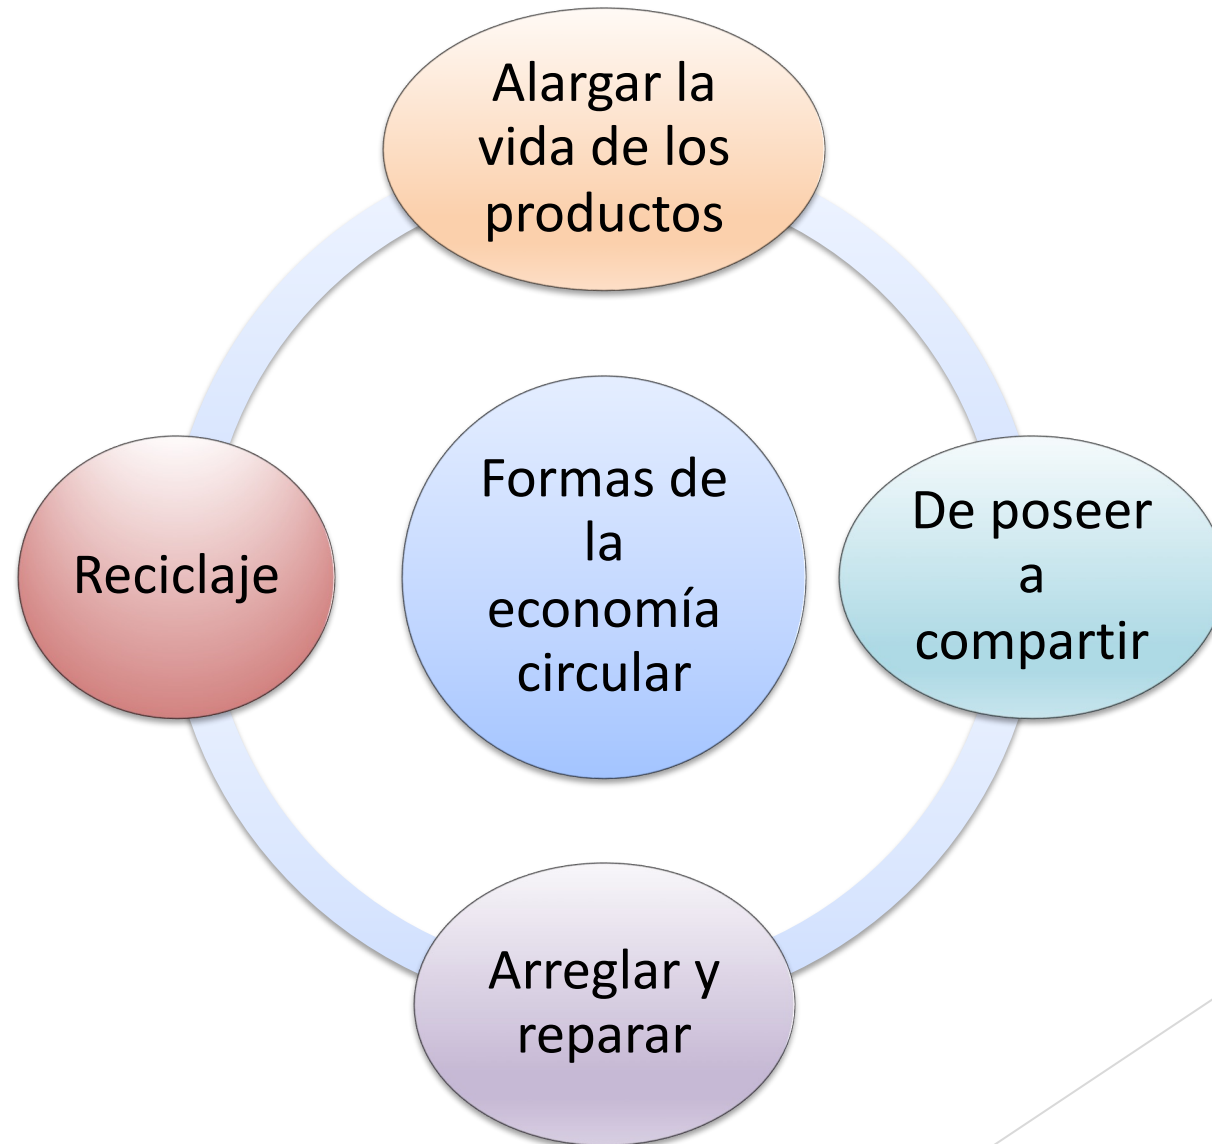 Alargar la
vida de los
productos
Formas de
la
economía
circular
De poseer
a
compartir
Reciclaje
Arreglar y
reparar